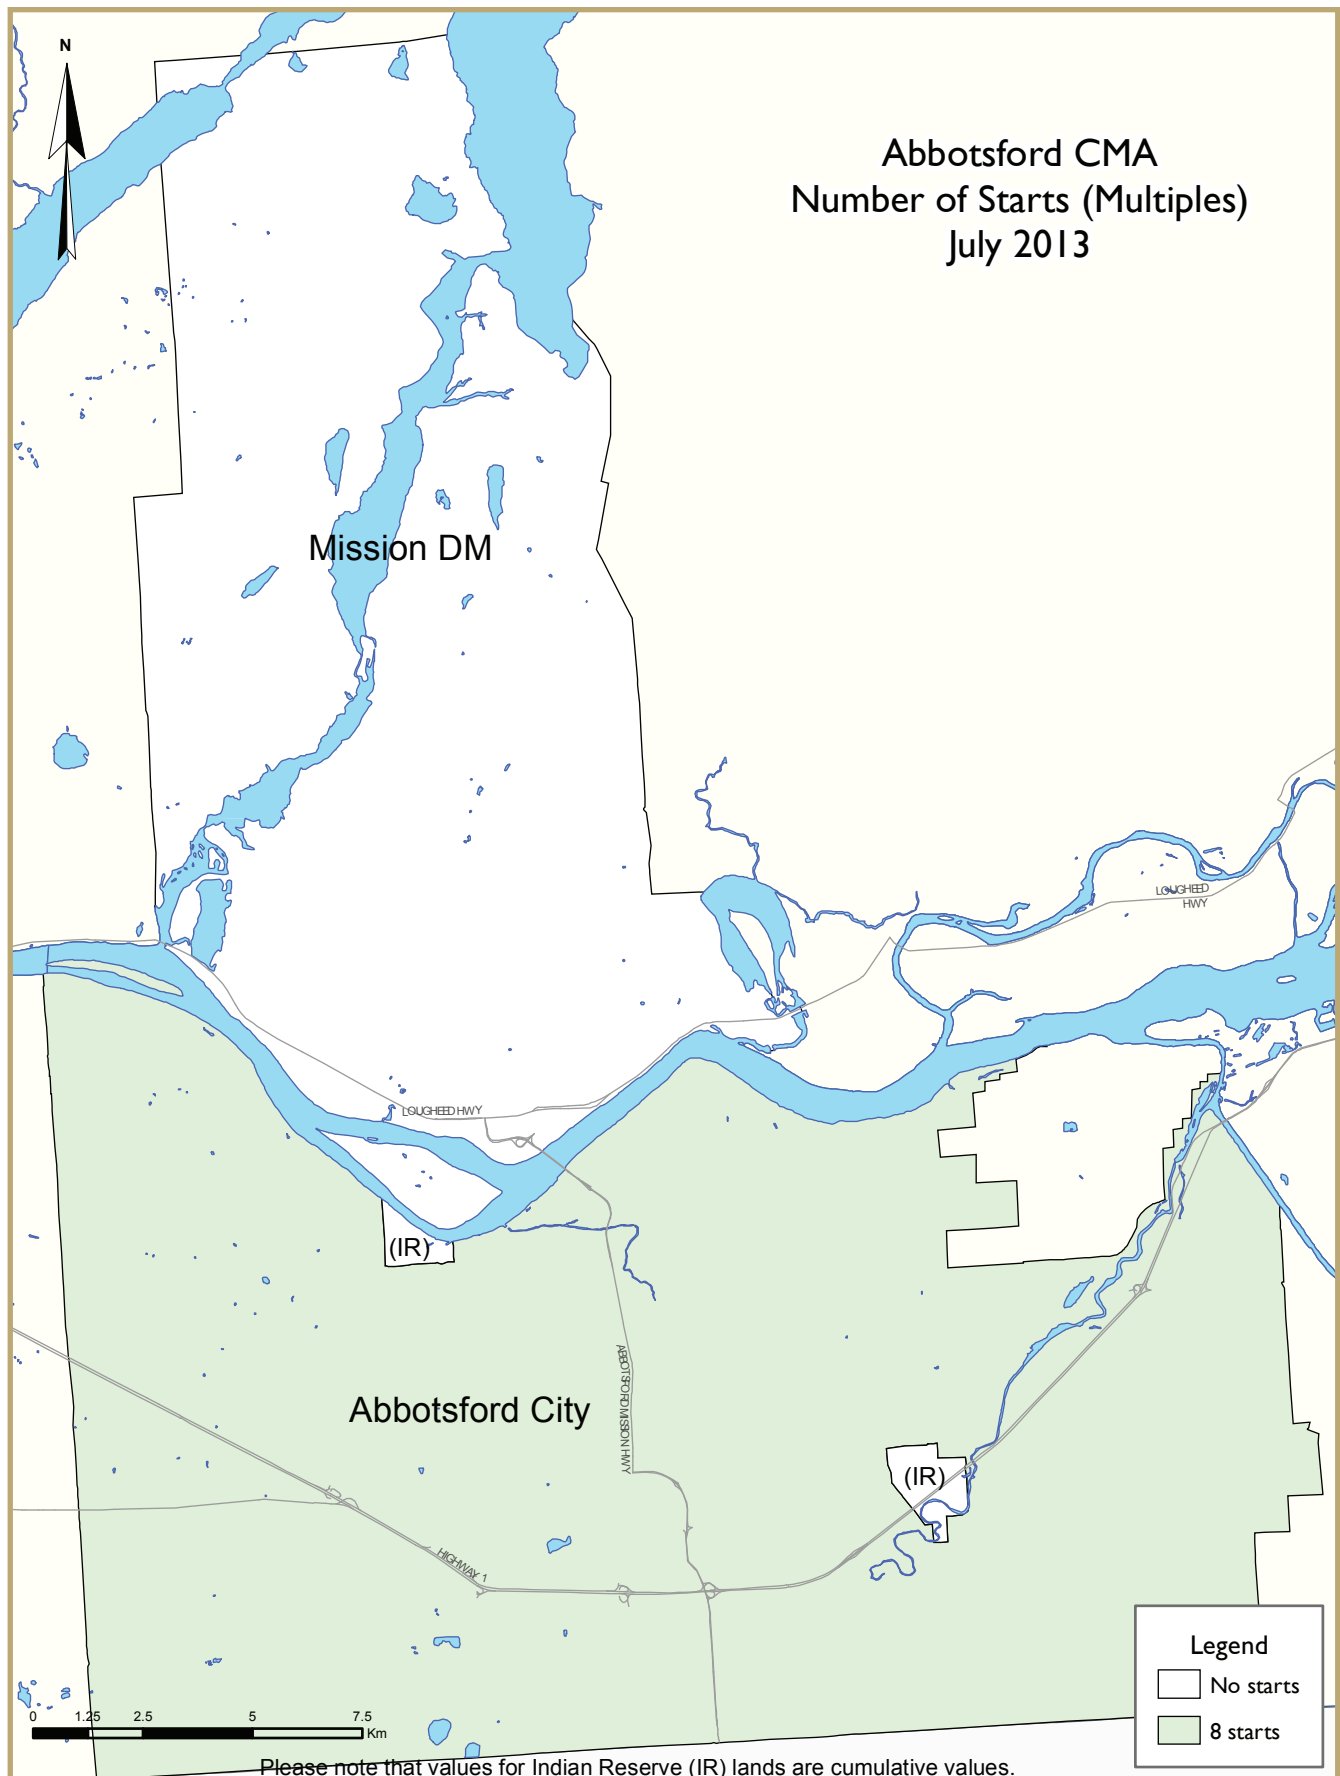 N
Abbotsford CMA
Number of Starts (Multiples)
July 2013
Mission DM
LOUGHEED
HWY
LOUGHEED HWY
(IR)
ABBOTSFORD MISSION HWY
Abbotsford City
(IR)
HIGHWAY 1
Legend
No starts
8 starts
0 1.25 2.5 5 7.5
Km
Please note that values for Indian Reserve (IR) lands are cumulative values.